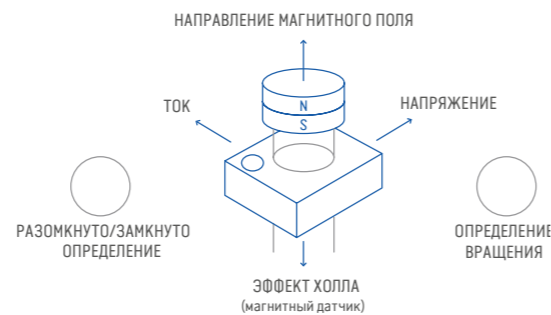 НАПРАВЛЕНИЕ МАГНИТНОГО ПОЛЯ
ТОК
НАПРЯЖЕНИЕ
N
S
РАЗОМКНУТО/ЗАМКНУТО
ОПРЕДЕЛЕНИЕ
ОПРЕДЕЛЕНИЕ
ВРАЩЕНИЯ
ЭФФЕКТ ХОЛЛА
(магнитный датчик)